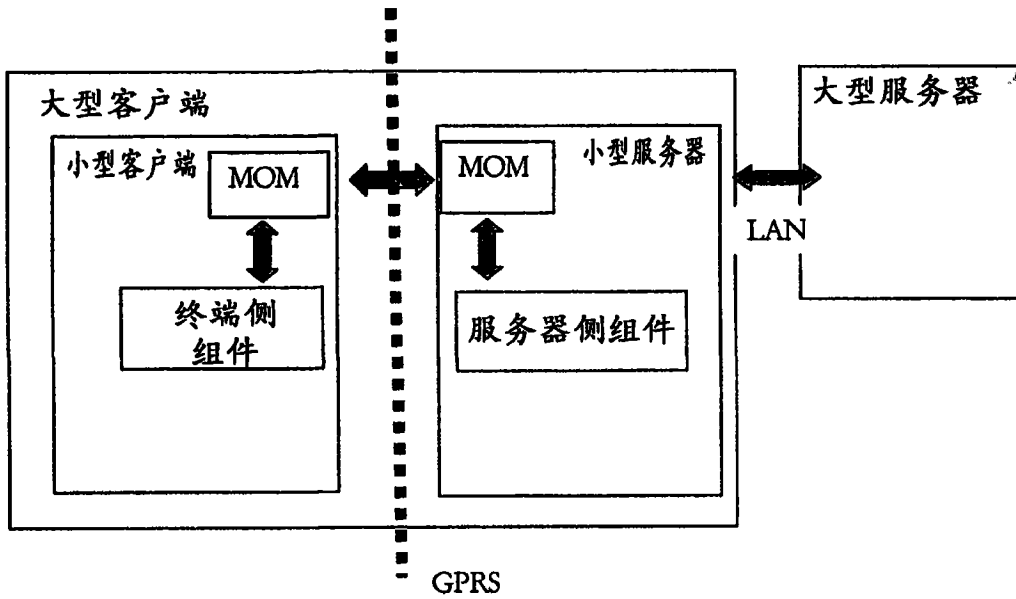 大型客户端
大型服务器
小型客户端
小型服务器
MOM
MOM
LAN
终端侧
组件
服务器侧组件
GPRS